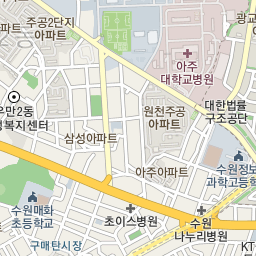 주공2단지
아파트
광교
아주
대학교병원
우만2동
행복지센터
원천주공
아파트
대한법률
구조공단
삼성아파트
수원정보
과학고등학
아주아파트
수원매화
초등학교
초이스병원
수원
나누리병원
구매탄시장
KT